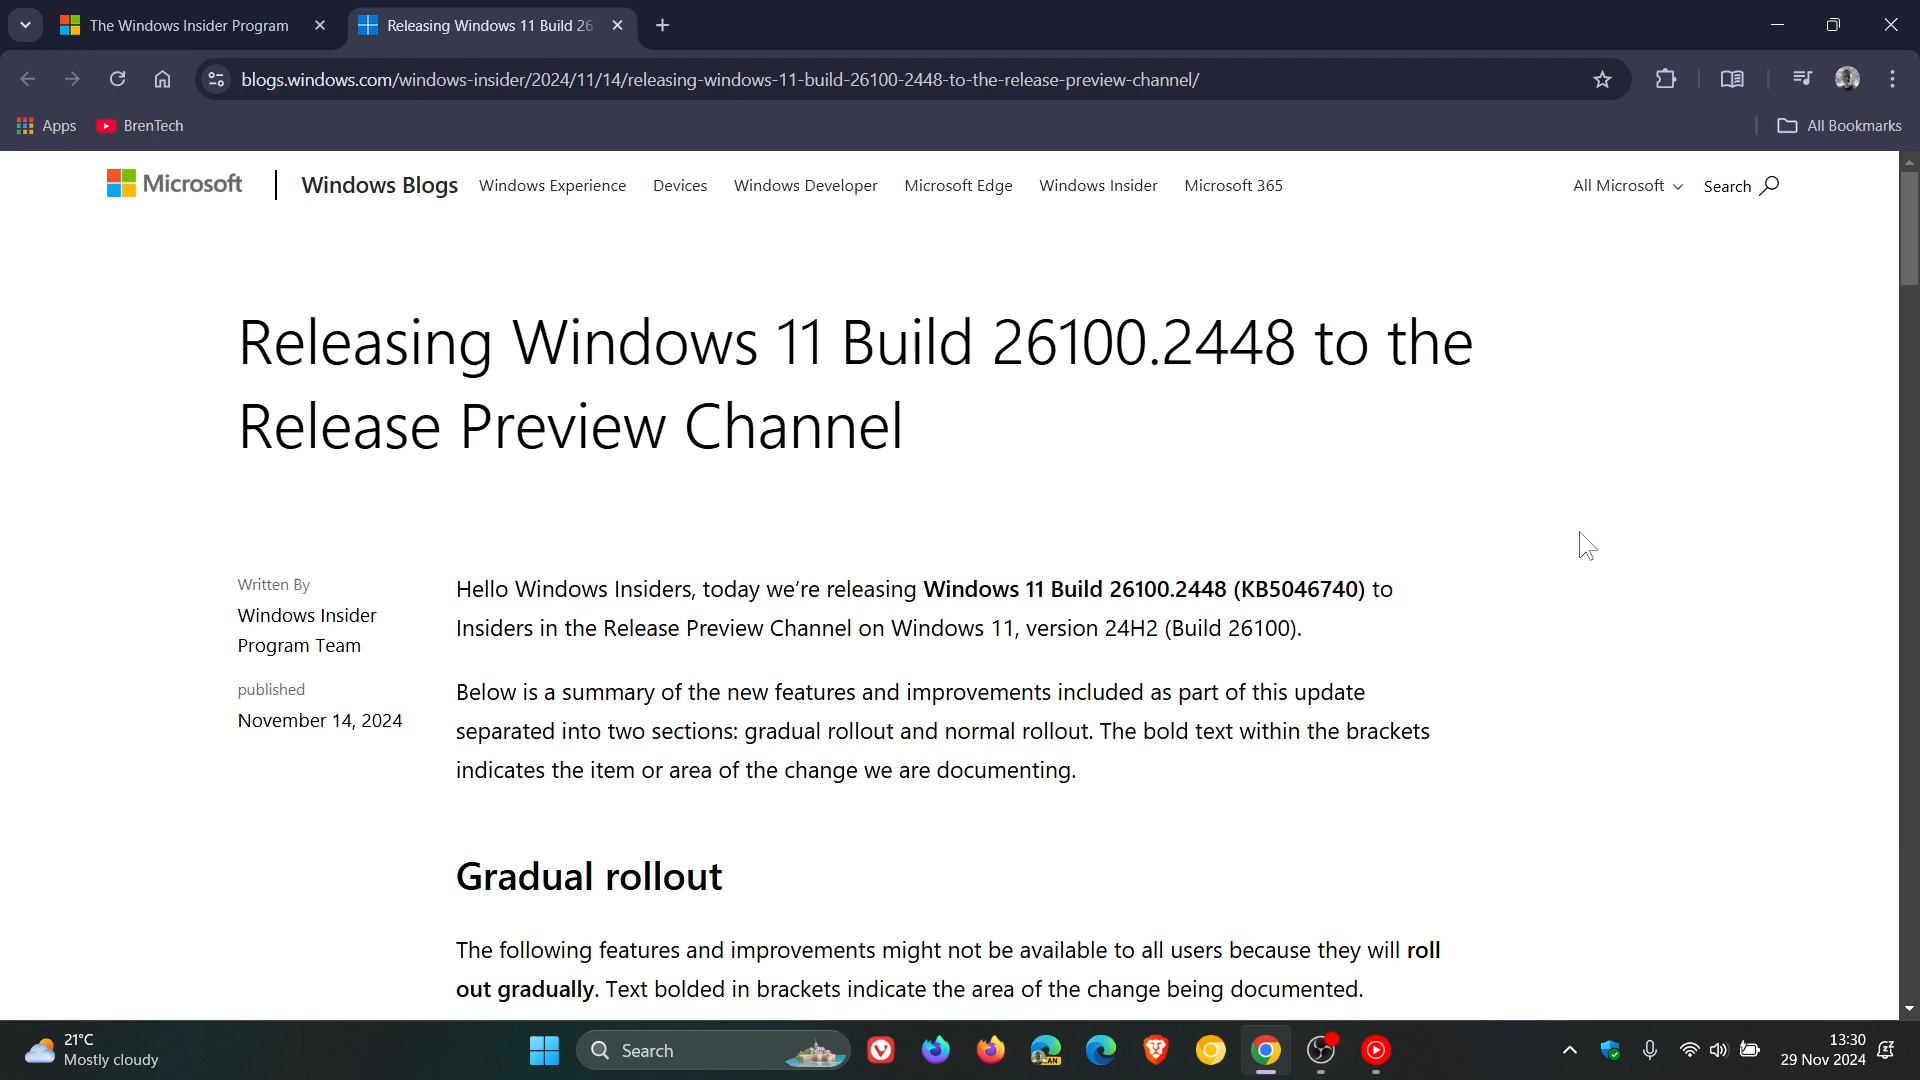 The Windows Insider Program
Releasing Windows 11 Build 26
blogs.windows.com/windows-insider/2024/11/14/releasing-windows-11-build-26100-2448-to-the-release-preview-channel/
Apps
BrenTech
All Bookmarks
Microsoft
Windows Blogs
Windows Experience
Devices
Windows Developer
Microsoft Edge
Windows Insider
Microsoft 365
All Microsoft
Search
Releasing Windows 11 Build 26100.2448 to the
Release Preview Channel
Written By
Windows Insider
Program Team
published
November 14, 2024
Hello Windows Insiders, today we’re releasing Windows 11 Build 26100.2448 (KB5046740) to
Insiders in the Release Preview Channel on Windows 11, version 24H2 (Build 26100).
Below is a summary of the new features and improvements included as part of this update
separated into two sections: gradual rollout and normal rollout. The bold text within the brackets
indicates the item or area of the change we are documenting.
Gradual rollout
The following features and improvements might not be available to all users because they will roll
out gradually. Text bolded in brackets indicate the area of the change being documented.
21°C
Mostly cloudy
Search
CAN
13:30
29 Nov 2024